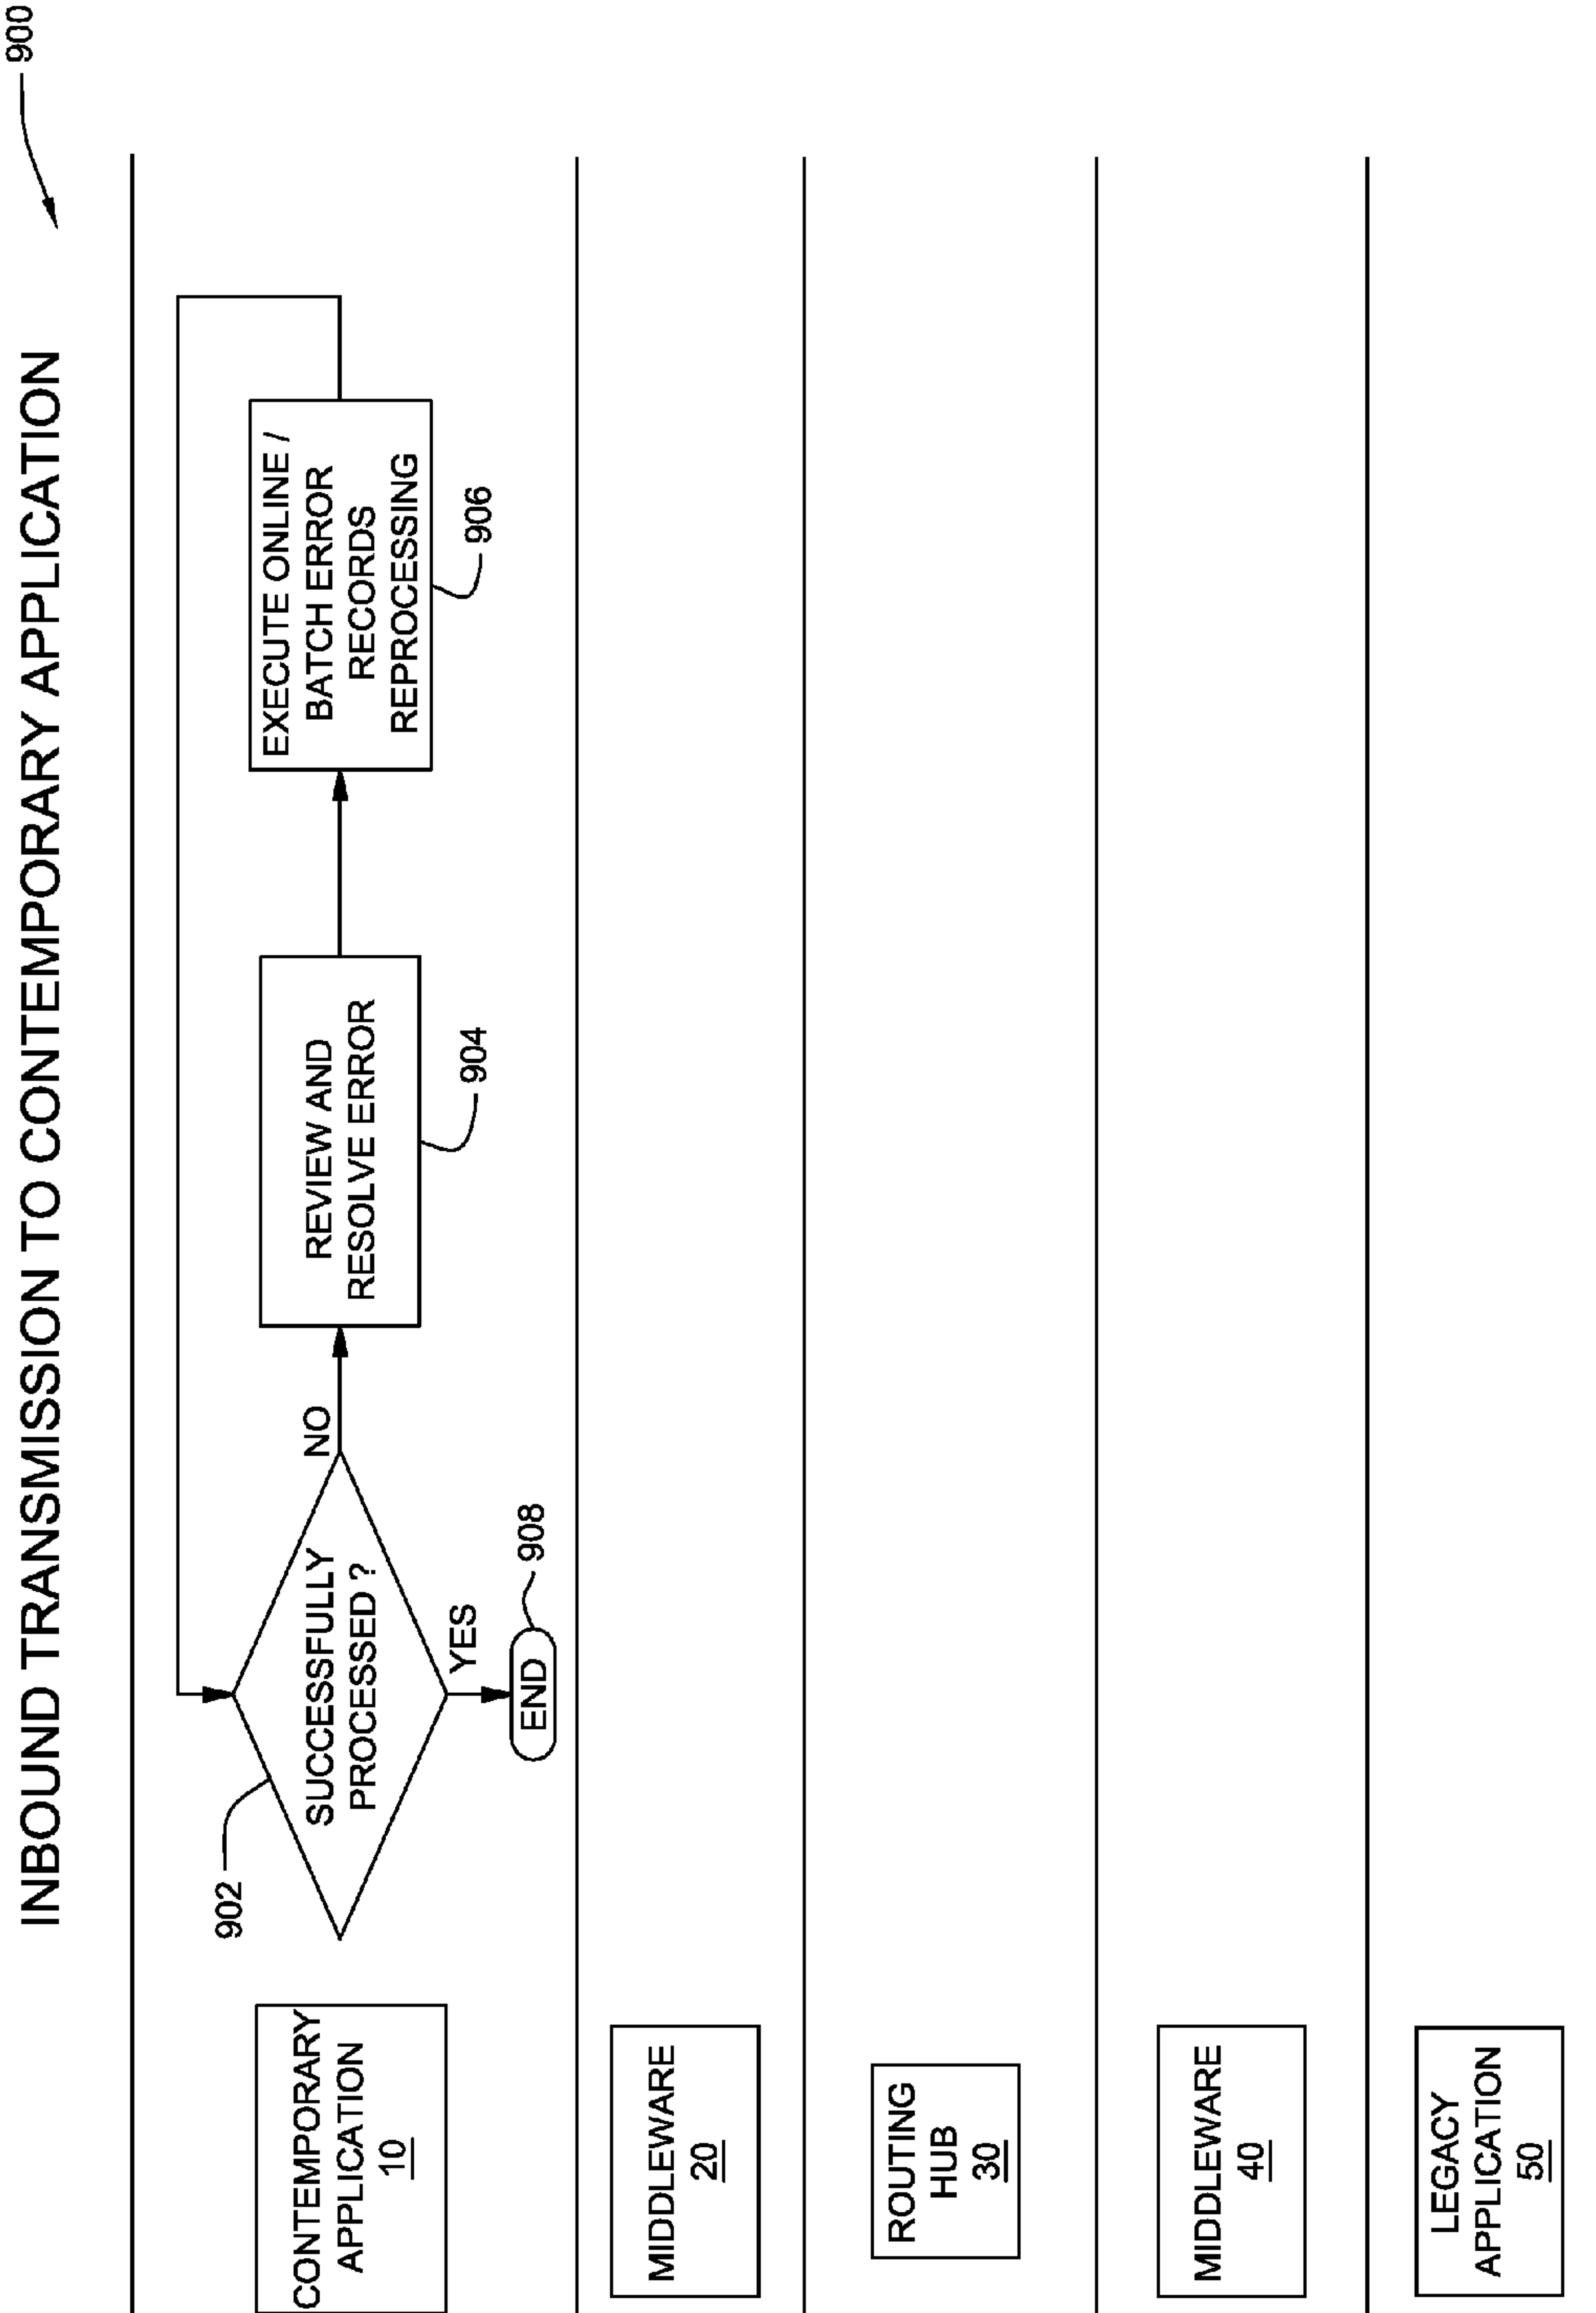 900
INBOUND TRANSMISSION TO CONTEMPORARY APPLICATION
CONTEMPORARY
APPLICATION
10
902
SUCCESSFULLY
PROCESSED ?
NO
YES
END
908
REVIEW AND
RESOLVE ERROR
904
EXECUTE ONLINE /
BATCH ERROR
RECORDS
REPROCESSING
906
MIDDLEWARE
20
ROUTING
HUB
30
MIDDLEWARE
40
LEGACY
APPLICATION
50